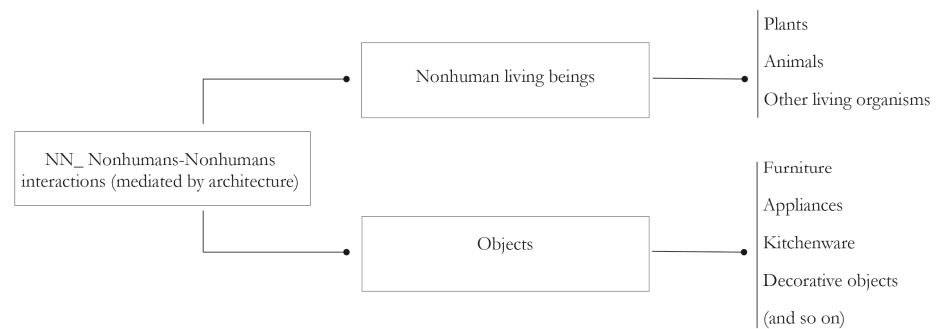 NN_ Nonhumans-Nonhumans
interactions (mediated by architecture)
Nonhuman living beings
Plants
Animals
Other living organisms
Objects
Furniture
Appliances
Kitchenware
Decorative objects
(and so on)